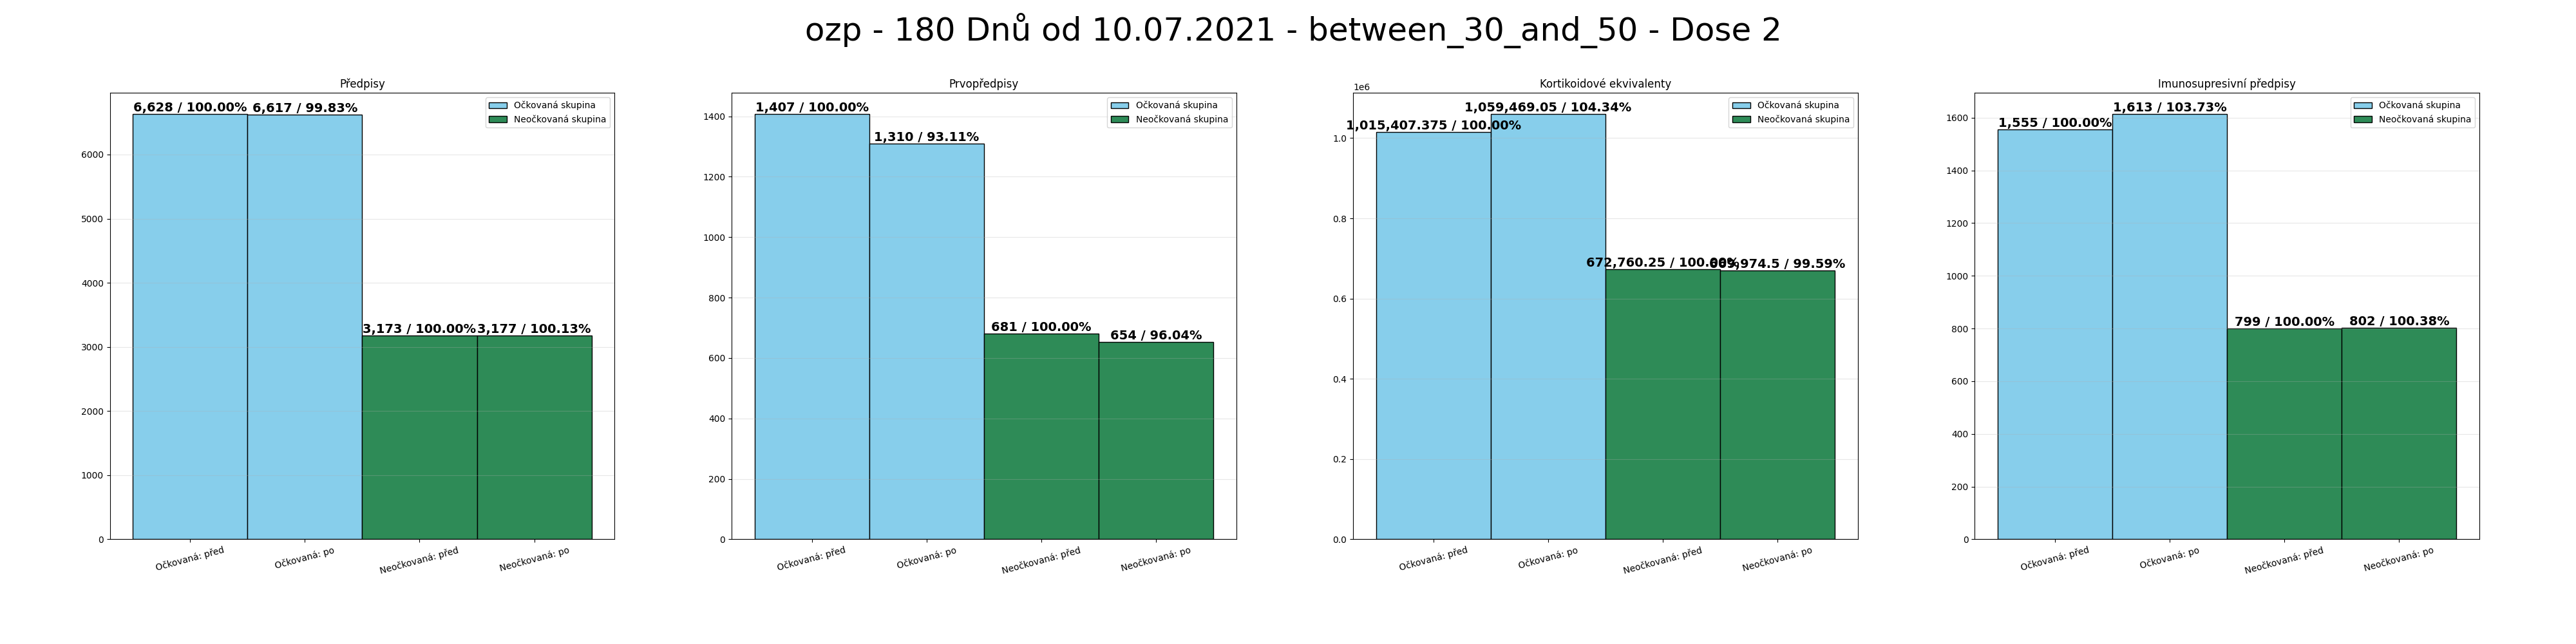 ozp - 180 Dnů od 10.07.2021 - between_30_and_50 - Dose 2
Předpisy
6,628 / 100.00%
6,617 / 99.83%
3,173 / 100.00%
3,177 / 100.13%
Očkovaná skupina
Neočkovaná skupina
6000
5000
4000
3000
2000
1000
0
Očkovaná: před
Očkovaná: po
Neočkovaná: před
Neočkovaná: po
Prvopředpisy
1,407 / 100.00%
1,310 / 93.11%
681 / 100.00%
654 / 96.04%
Očkovaná skupina
Neočkovaná skupina
1400
1200
1000
800
600
400
200
0
Očkovaná: před
Očkovaná: po
Neočkovaná: před
Neočkovaná: po
Kortikoidové ekvivalenty
1e6
1,015,407.375 / 100.00%
1,059,469.05 / 104.34%
672,760.25 / 100.00%
669,974.5 / 99.59%
Očkovaná skupina
Neočkovaná skupina
1.0
0.8
0.6
0.4
0.2
0.0
Očkovaná: před
Očkovaná: po
Neočkovaná: před
Neočkovaná: po
Imunosupresivní předpisy
1,555 / 100.00%
1,613 / 103.73%
799 / 100.00%
802 / 100.38%
Očkovaná skupina
Neočkovaná skupina
1600
1400
1200
1000
800
600
400
200
0
Očkovaná: před
Očkovaná: po
Neočkovaná: před
Neočkovaná: po